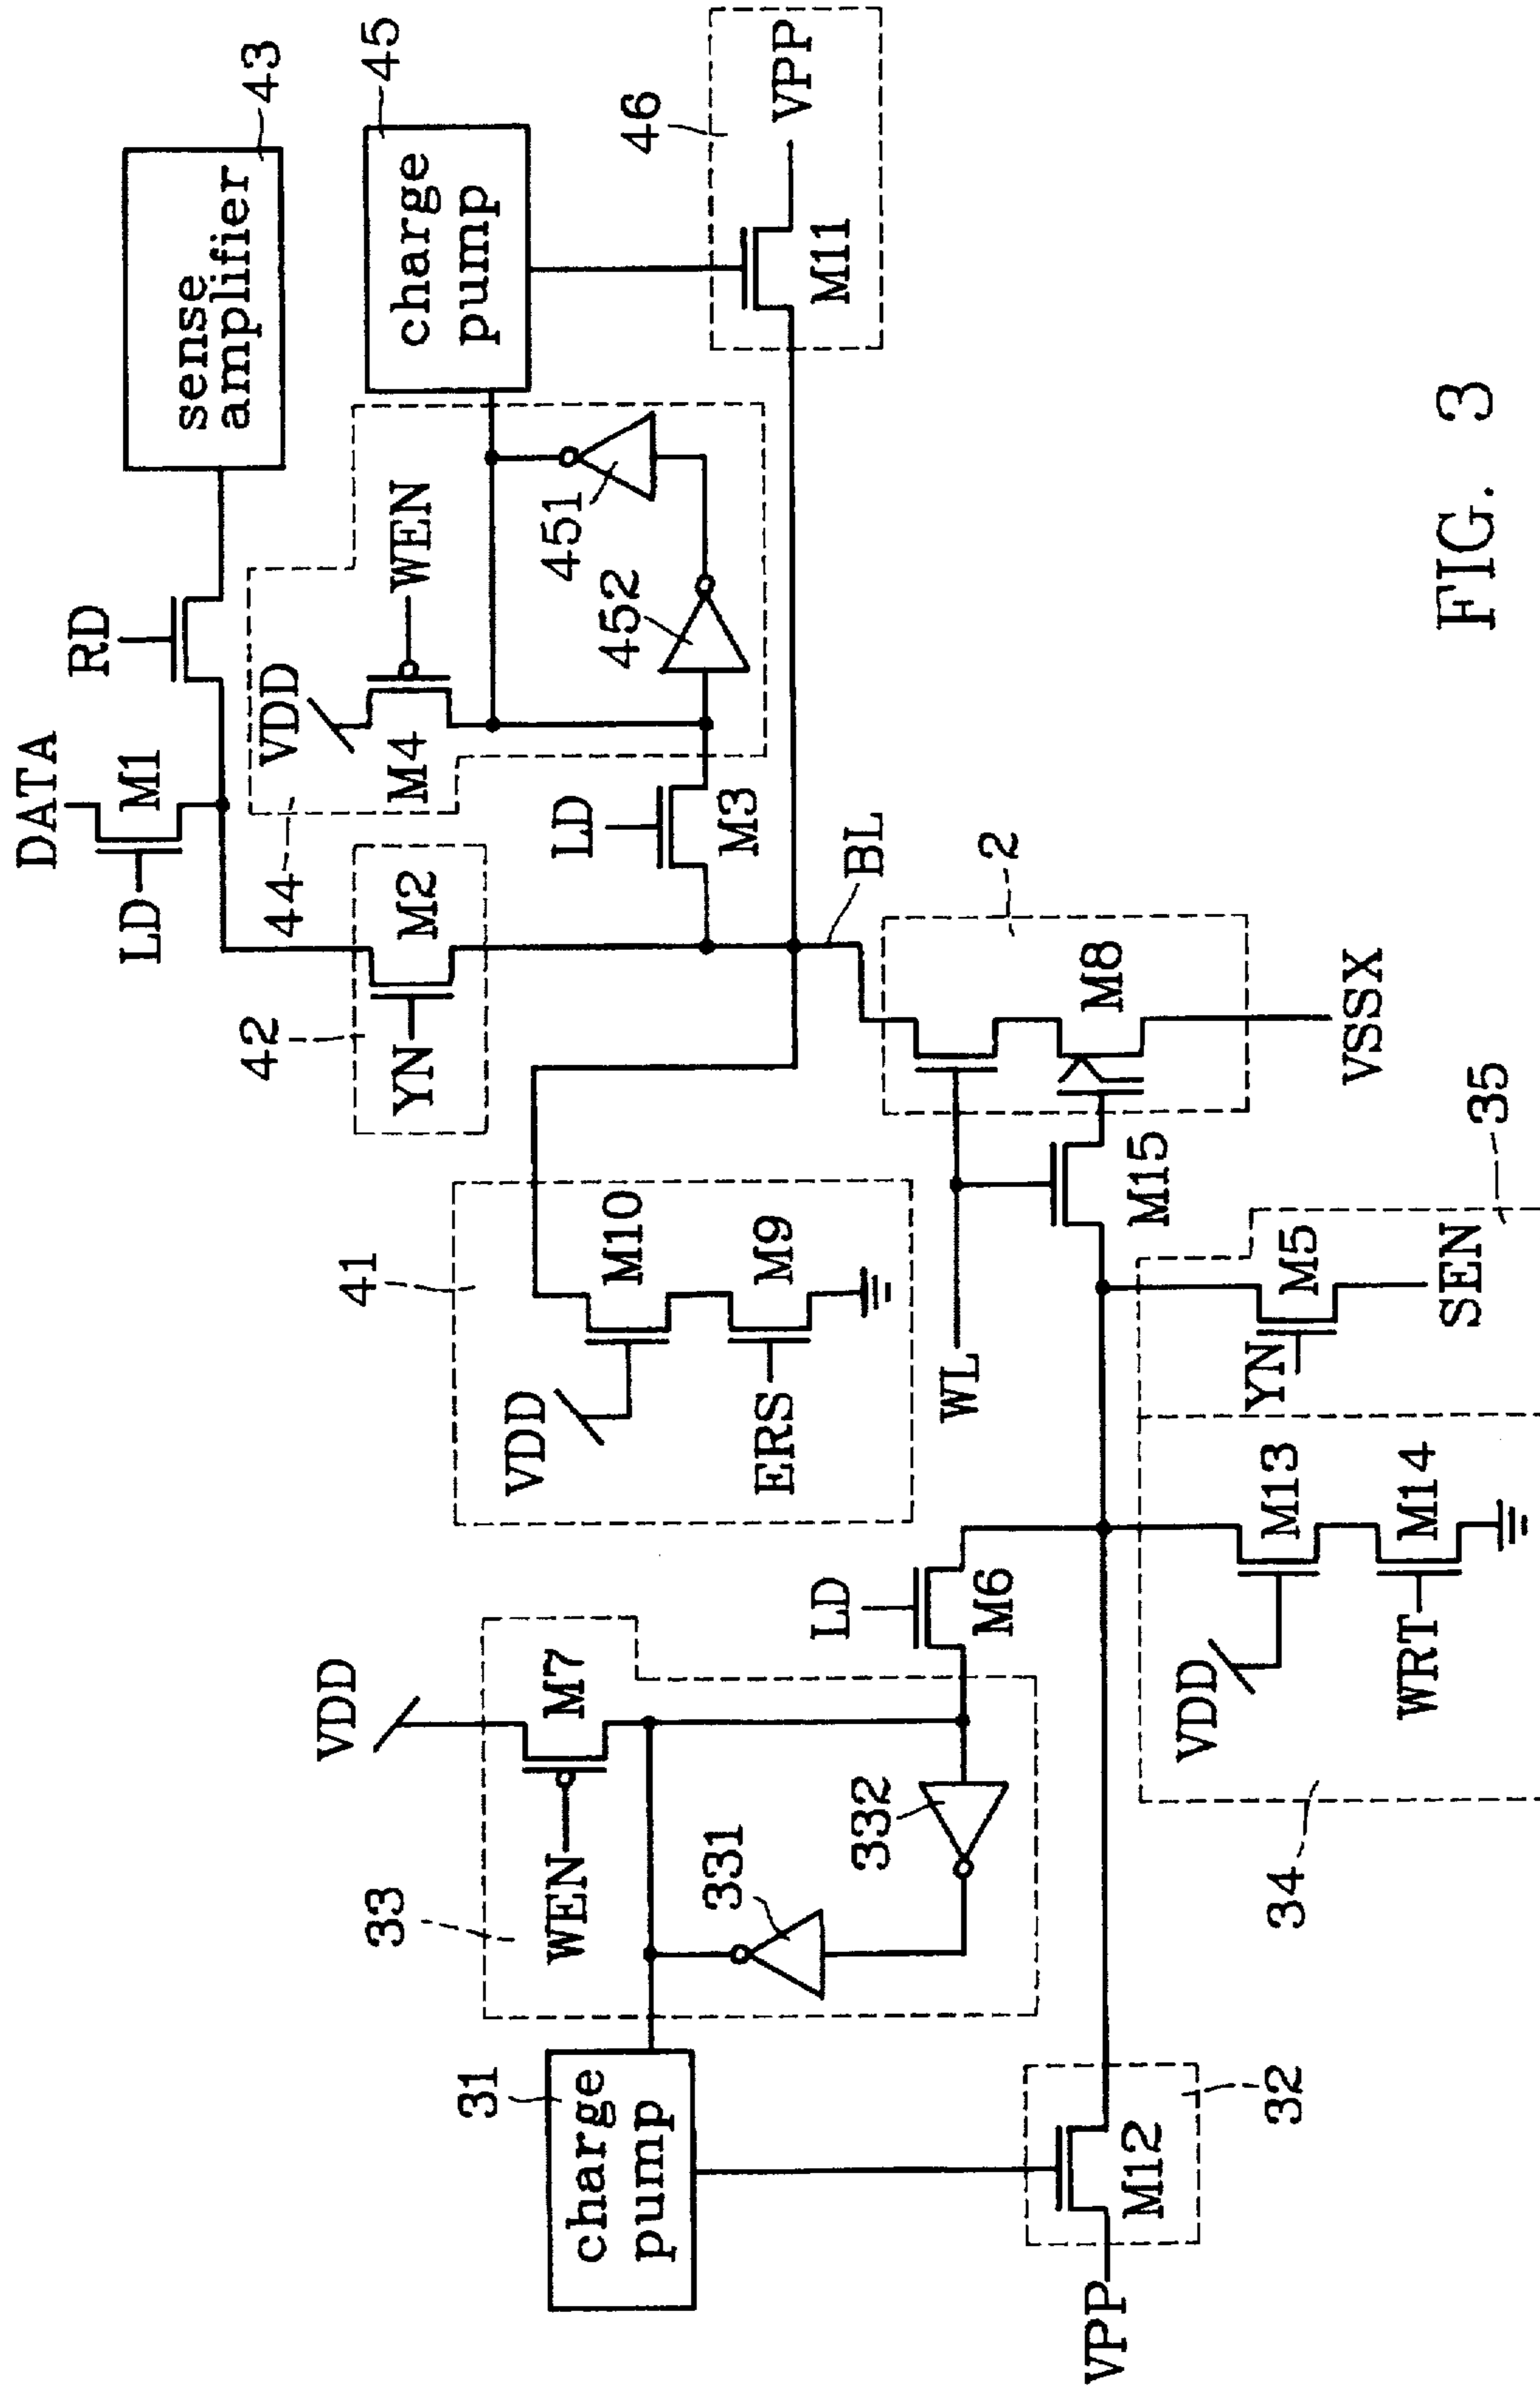 DATA
LD
M1
RD
sense
amplifier
43
44
VDD
M4
WEN
451
452
charge
pump
45
46
VPP
M11
42
YN
M2
LD
M3
BL
41
VDD
M10
M9
ERS
2
M8
VSSX
WL
M15
35
YN
M5
SEN
VDD
M7
WEN
33
331
332
LD
M6
31
charge
pump
VPP
M12
32
34
VDD
M13
M14
WRT
FIG. 3